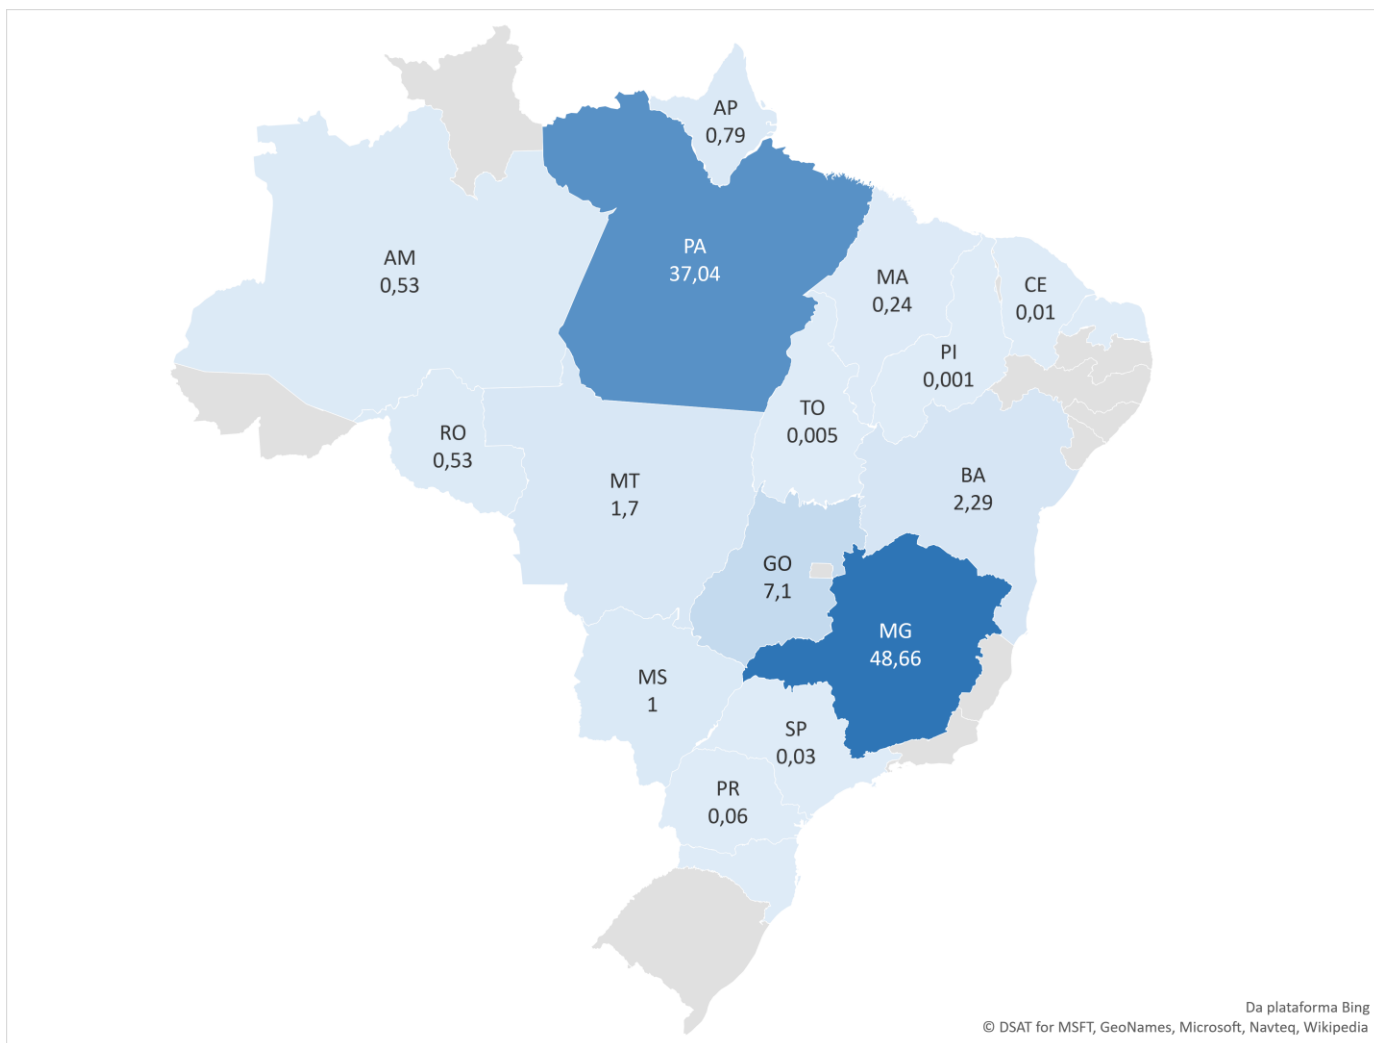 AP
0,79
PA
37,04
AM
0,53
MA
0,24
CE
0,01
PI
0,001
TO
0,005
RO
0,53
MT
1,7
BA
2,29
GO
7,1
MG
48,66
MS
1
SP
0,03
PR
0,06
Da plataforma Bing
© DSAT for MSFT, GeoNames, Microsoft, Navteq, Wikipedia